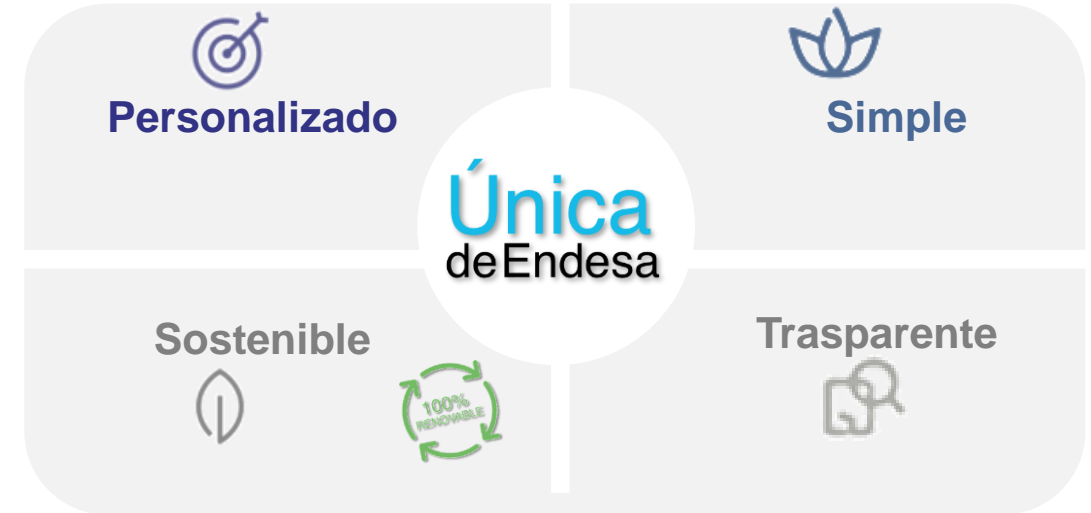 Personalizado
Simple
Única
deEndesa
Sostenible
Trasparente
100%
RENOVABLE